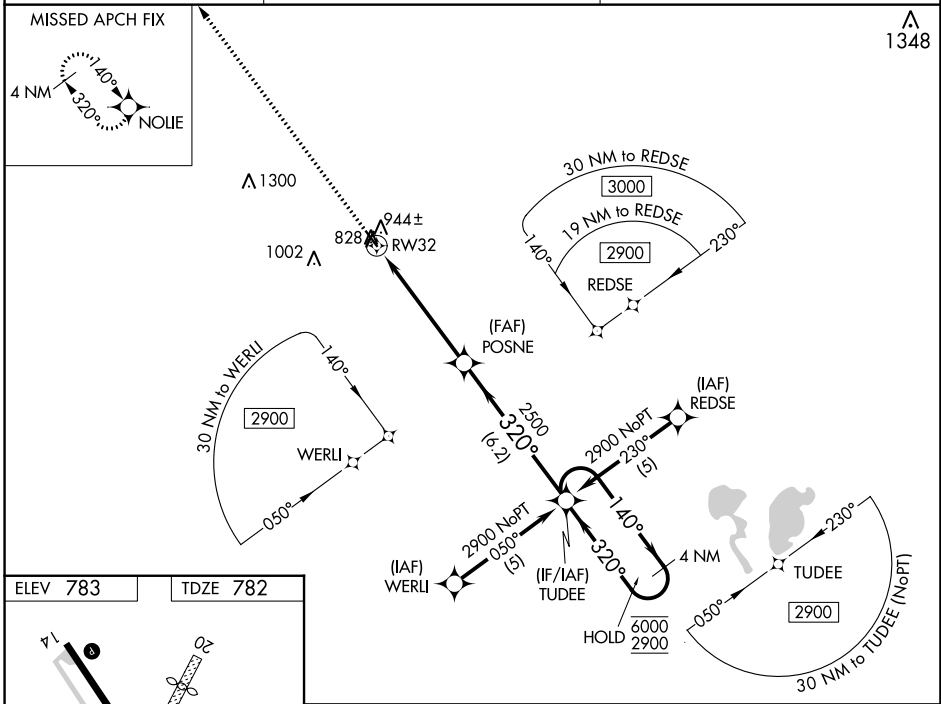 MISSED APCH FIX
140°
4 NM
320°
NOLIE
1348
1300
944±
828
RW32
1002
30 NM to REDSE
3000
19 NM to REDSE
140°
2900
230°
REDSE
(FAF)
POSNE
30 NM to WERLI
140°
2900
WERLI
050°
2500
320°
(6.2)
(IAF)
REDSE
2900 NoPT
230°
(5)
2900 NoPT
050°
(5)
(IAF)
WERLI
(IF/IAF)
TUDEE
140°
320°
4 NM
HOLD 6000
2900
230°
TUDEE
050°
2900
30 NM to TUDEE (NoPT)
ELEV 783
TDZE 782
14
P
20